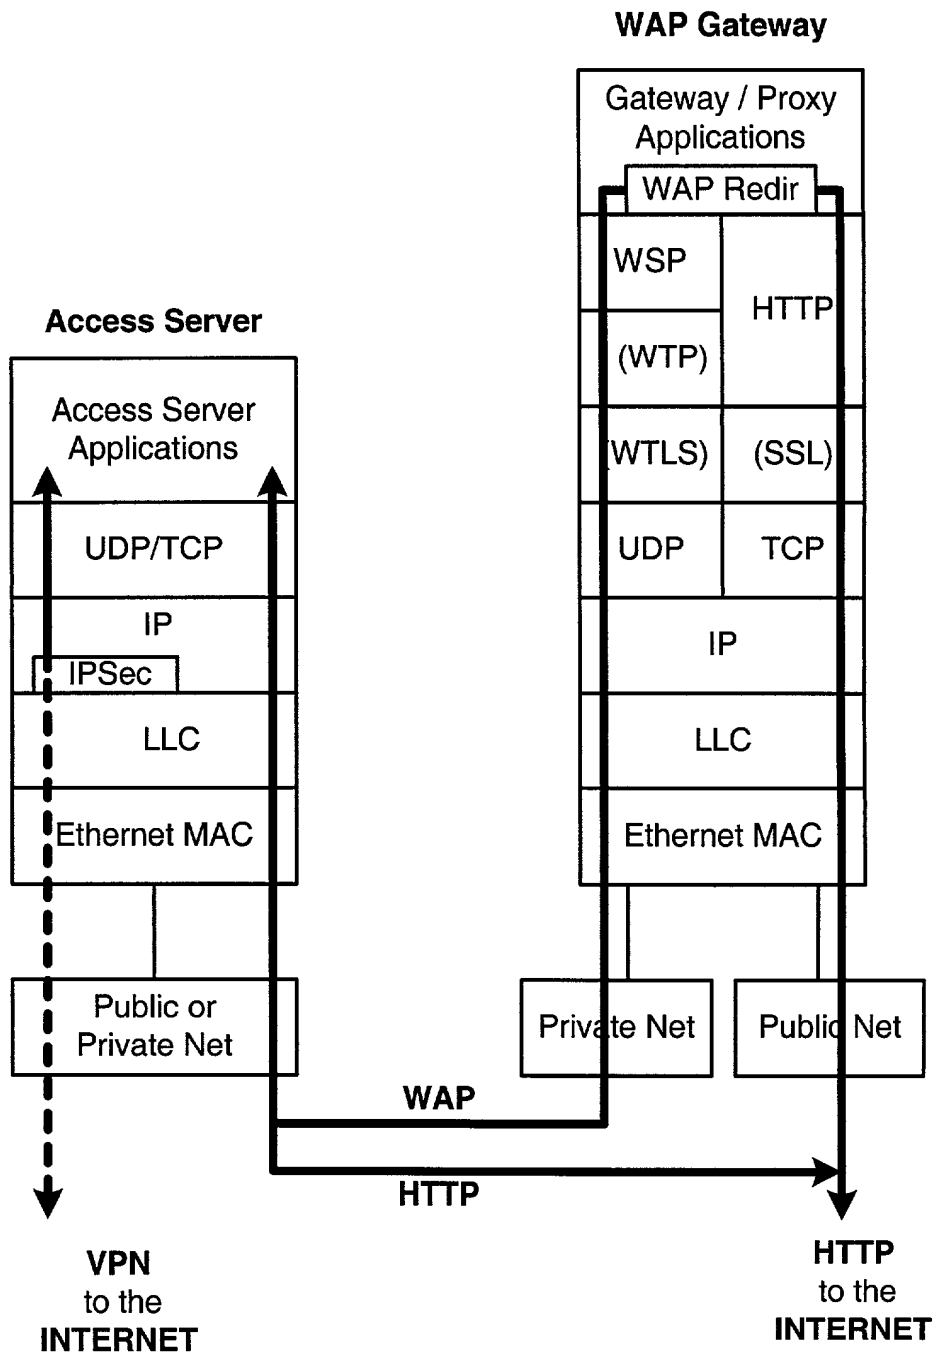 WAP Gateway
Gateway / Proxy
Applications
WAP Redir
WSP
HTTP
(WTP)
(WTLS)
(SSL)
UDP
TCP
IP
LLC
Ethernet MAC
Private Net
Public Net
Access Server
Access Server
Applications
UDP/TCP
IP
IPSec
LLC
Ethernet MAC
Public or
Private Net
WAP
HTTP
VPN
to the
INTERNET
HTTP
to the
INTERNET